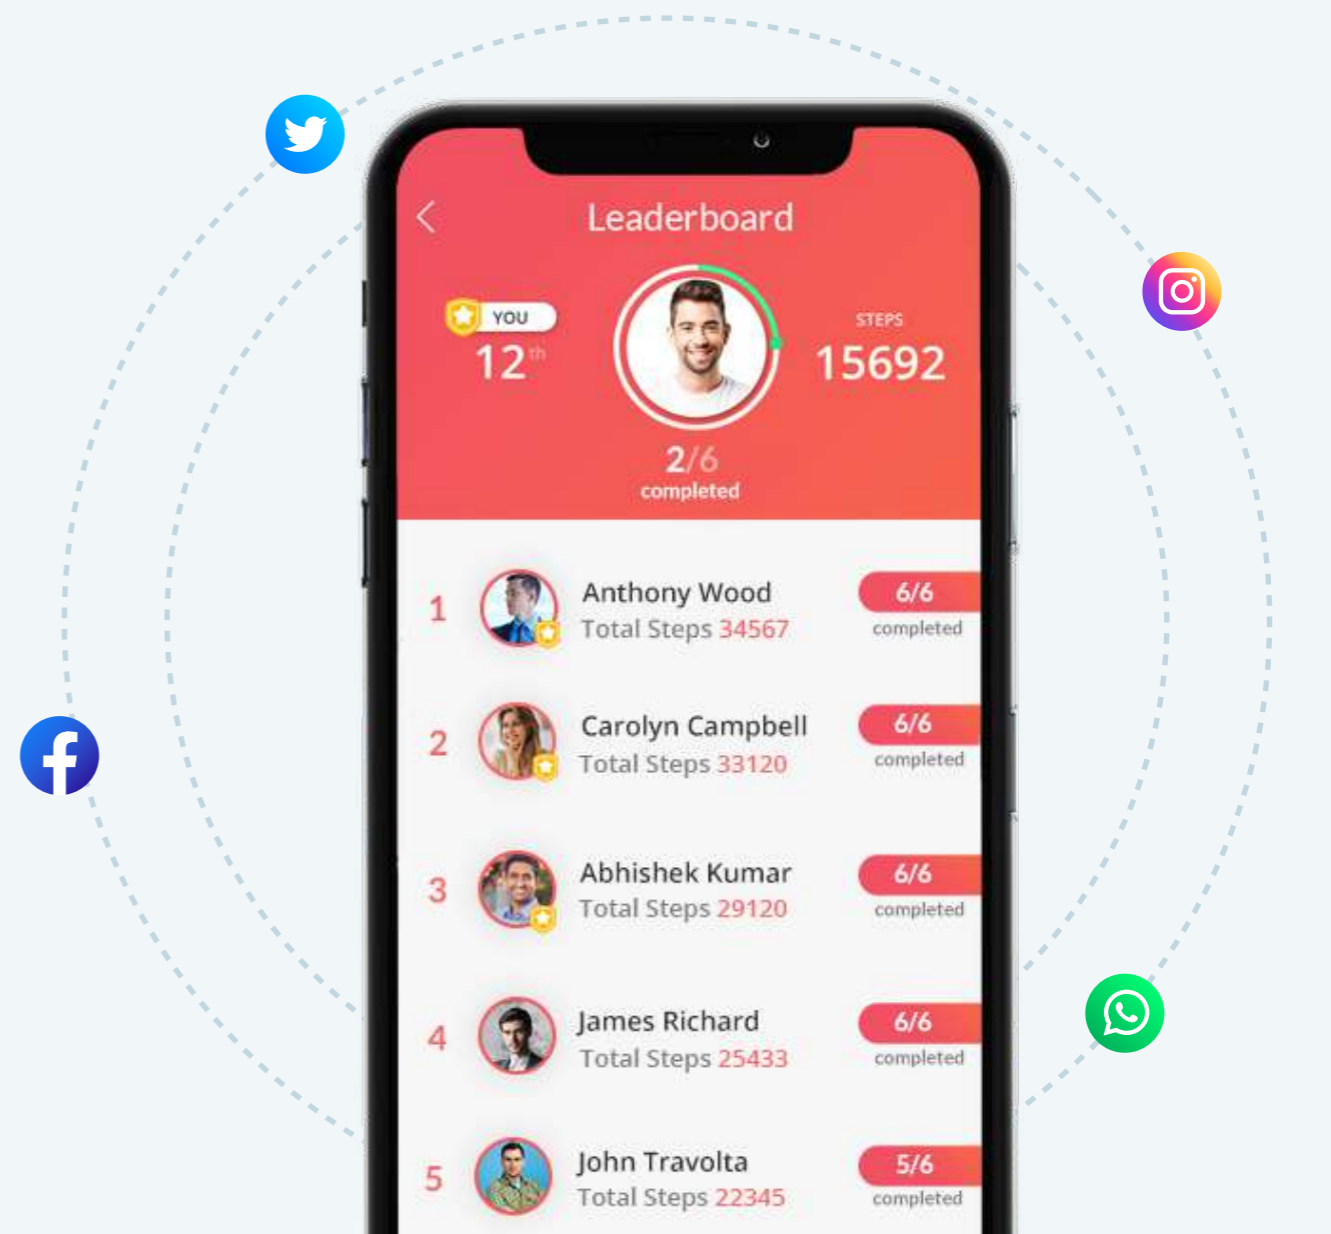 Leaderboard
YOU
12th
STEPS
15692
2/6
completed
1
Anthony Wood
Total Steps 34567
6/6
completed
2
Carolyn Campbell
Total Steps 33120
6/6
completed
3
Abhishek Kumar
Total Steps 29120
6/6
completed
4
James Richard
Total Steps 25433
6/6
completed
5
John Travolta
Total Steps 22345
5/6
completed